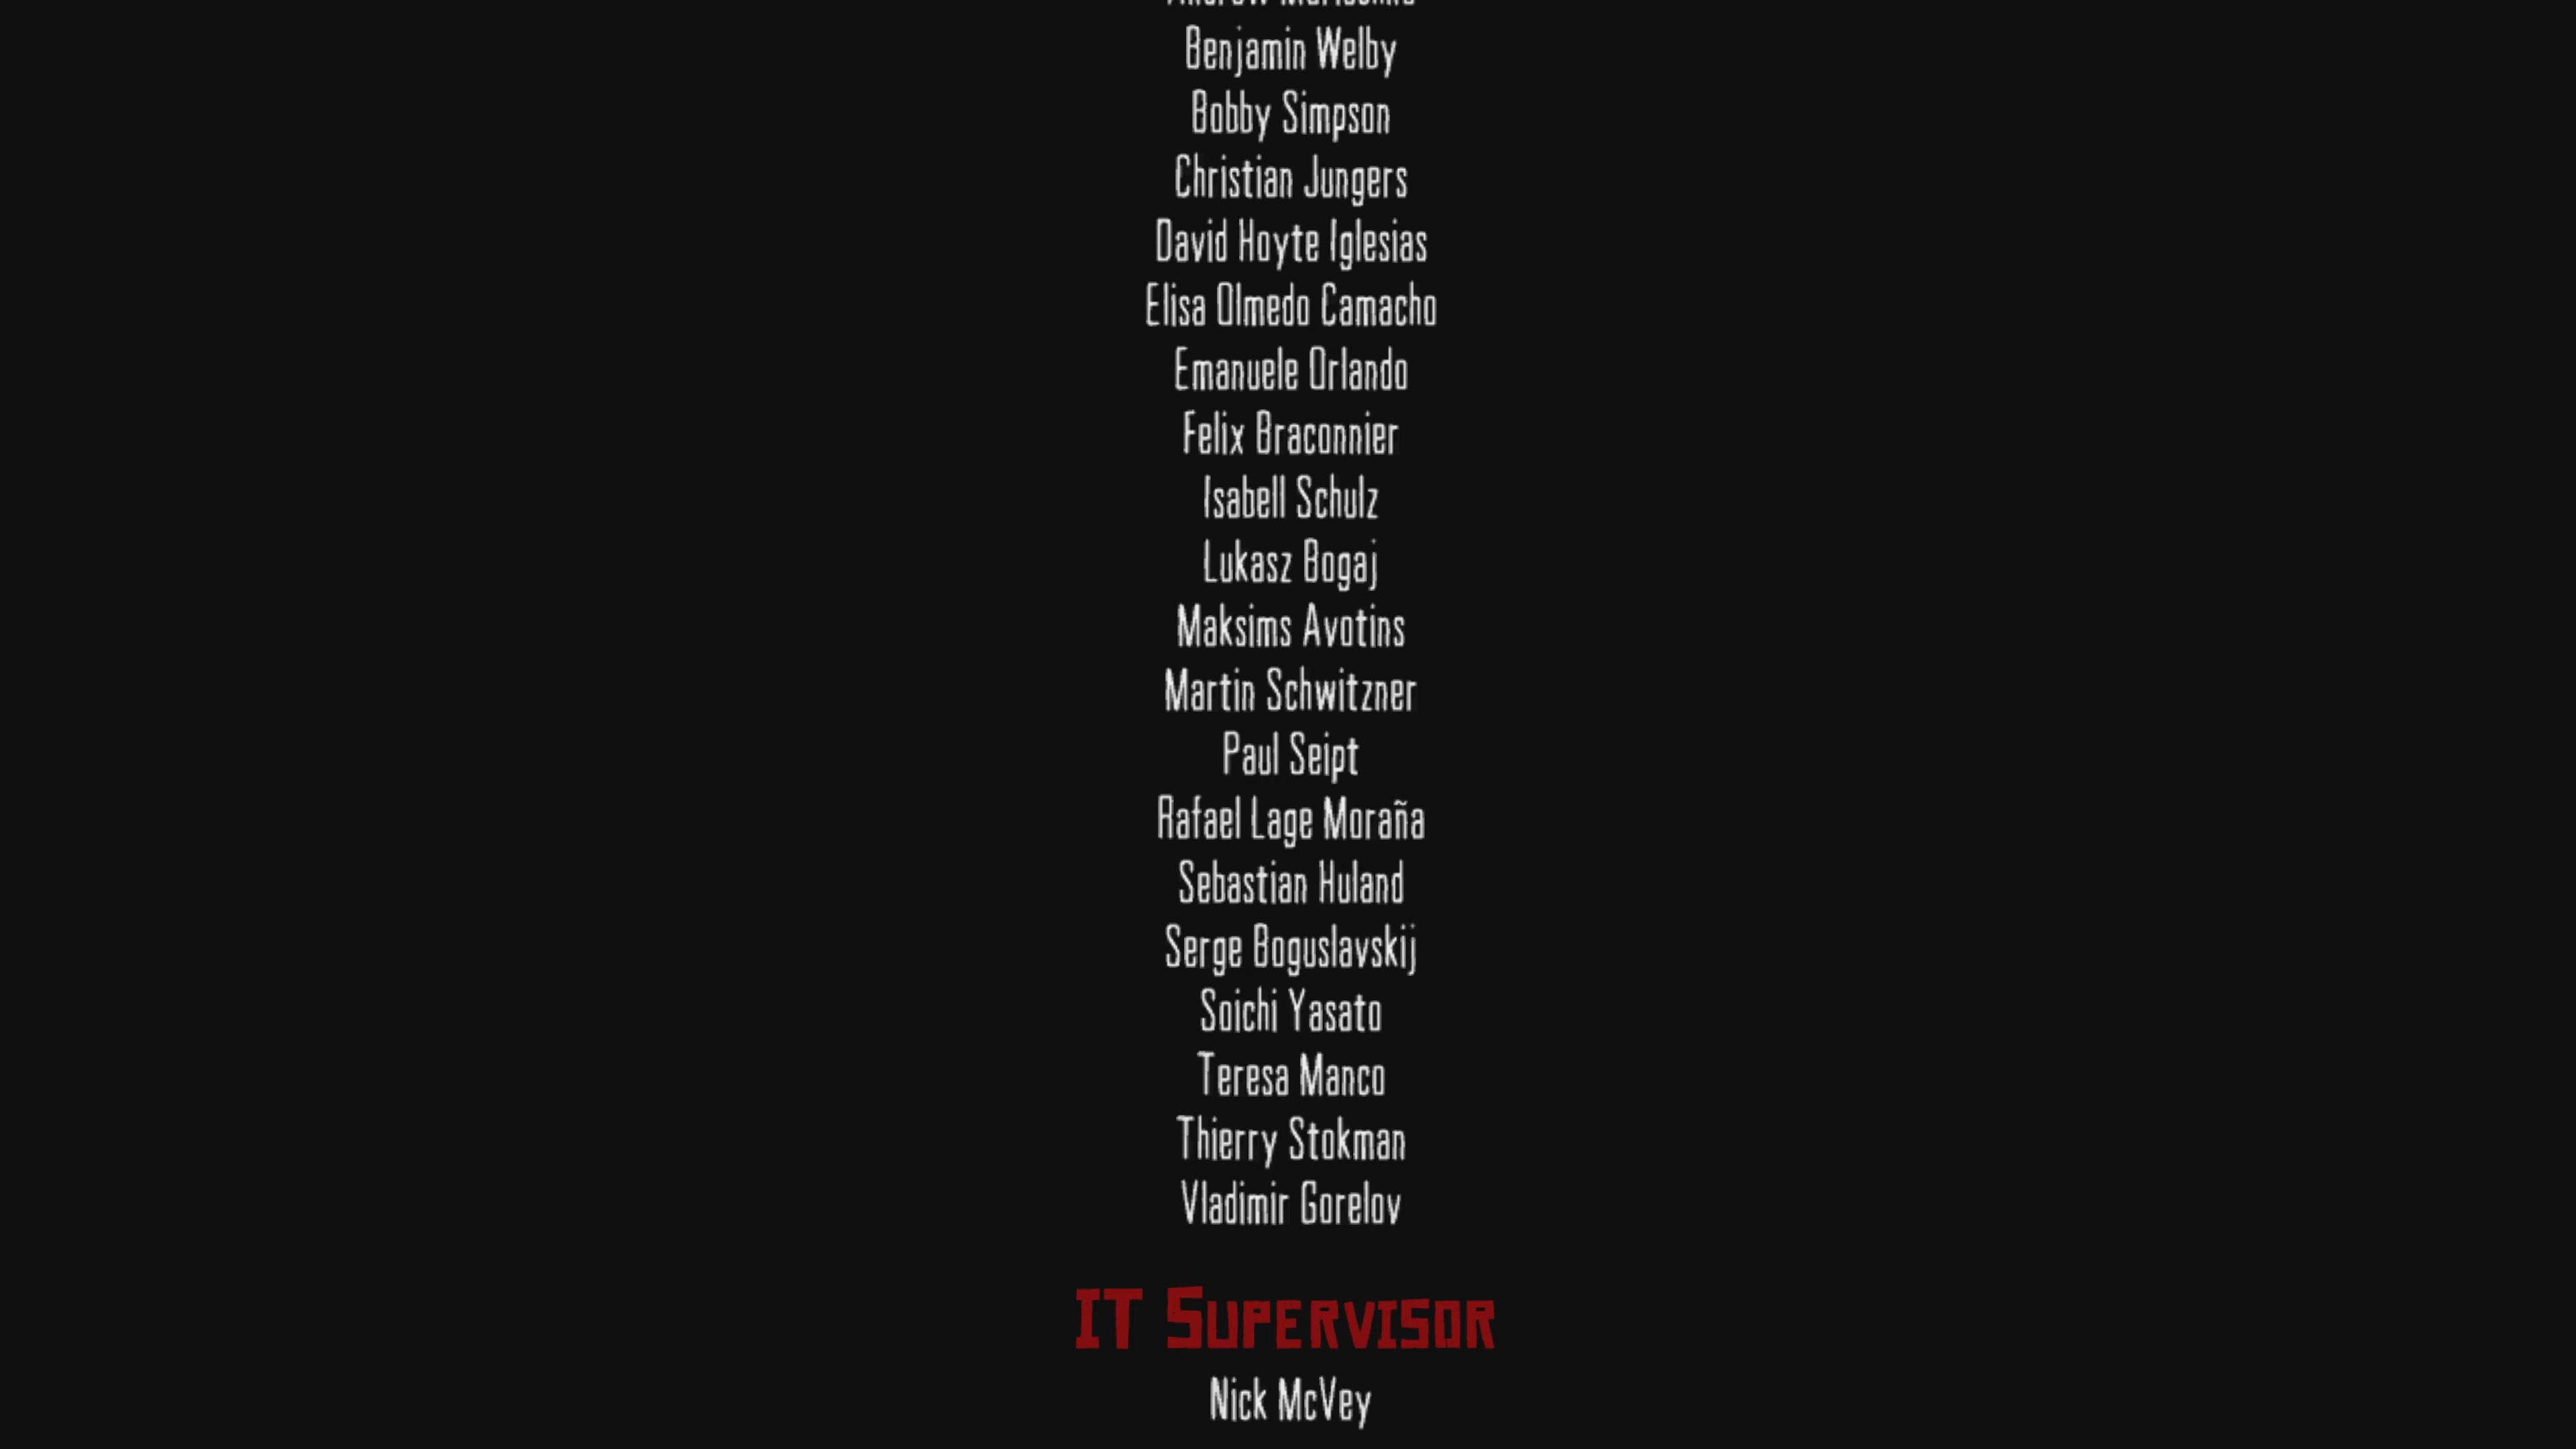 Benjamin Welby
Bobby Simpson
Christian Jungers
David Hoyte Iglesias
Elisa Olmedo Camacho
Emanuele Orlando
Felix Braconnier
Isabell Schulz
Lukasz Bogaj
Maksims Avotins
Martin Schwitzner
Paul Seipt
Rafael Lage Moraña
Sebastian Huland
Serge Boguslavskij
Soichi Yasato
Teresa Manco
Thierry Stokman
Vladimir Gorelov
IT Supervisor
Nick McVey